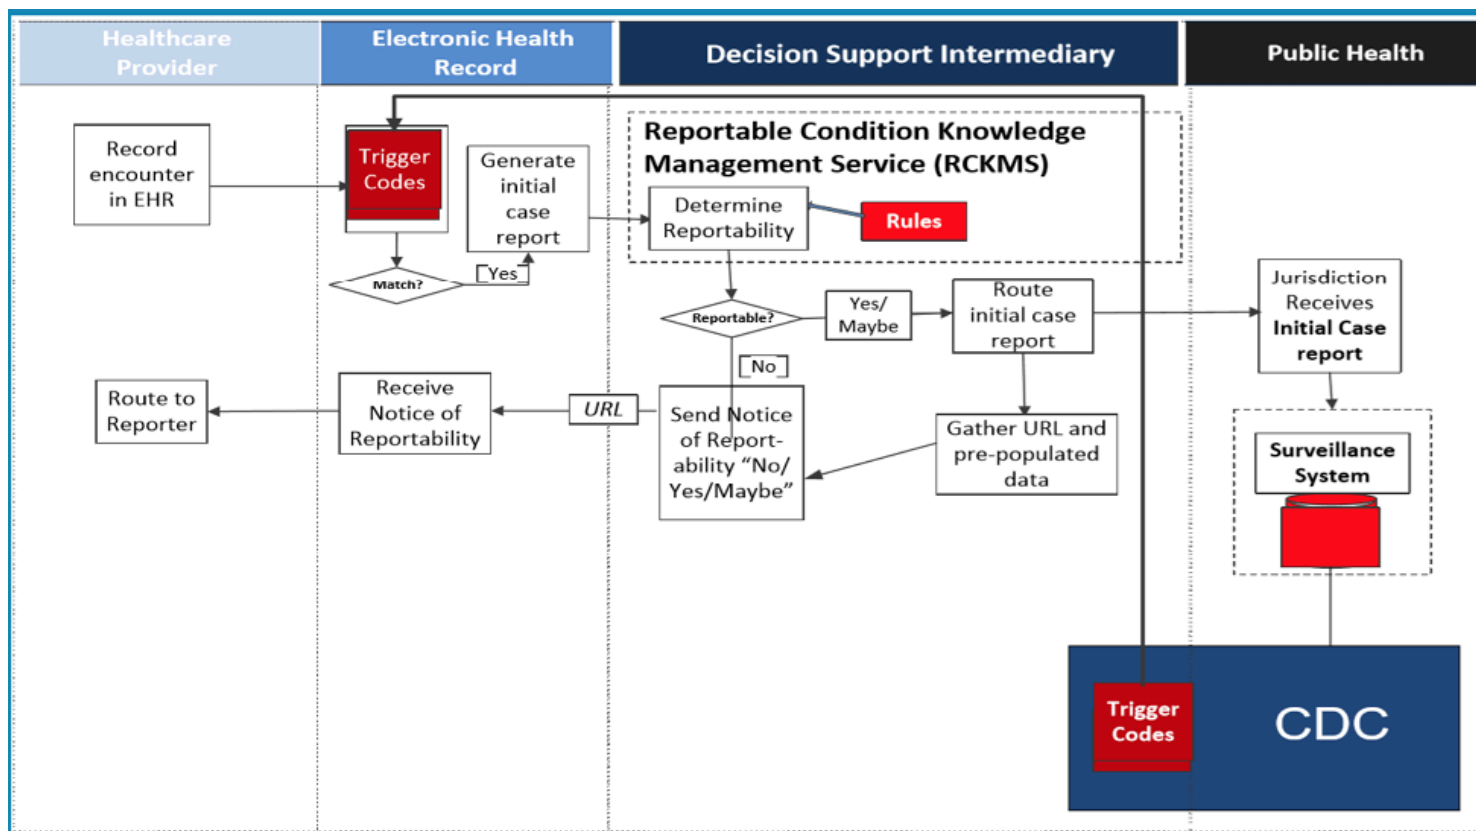 Healthcare
Provider
Electronic Health
Record
Decision Support Intermediary
Public Health
Record
encounter
in EHR
Trigger
Codes
Match?
Yes
Generate
initial
case
report
Reportable Condition Knowledge
Management Service (RCKMS)
Determine
Reportability
Rules
Reportable?
Yes/
Maybe
No
Route
initial case
report
Jurisdiction
Receives
Initial Case
report
Route to
Reporter
Receive
Notice of
Reportability
URL
Send Notice
of Report-
ability “No/
Yes/Maybe”
Gather URL and
pre-populated
data
Surveillance
System
Trigger
Codes
CDC